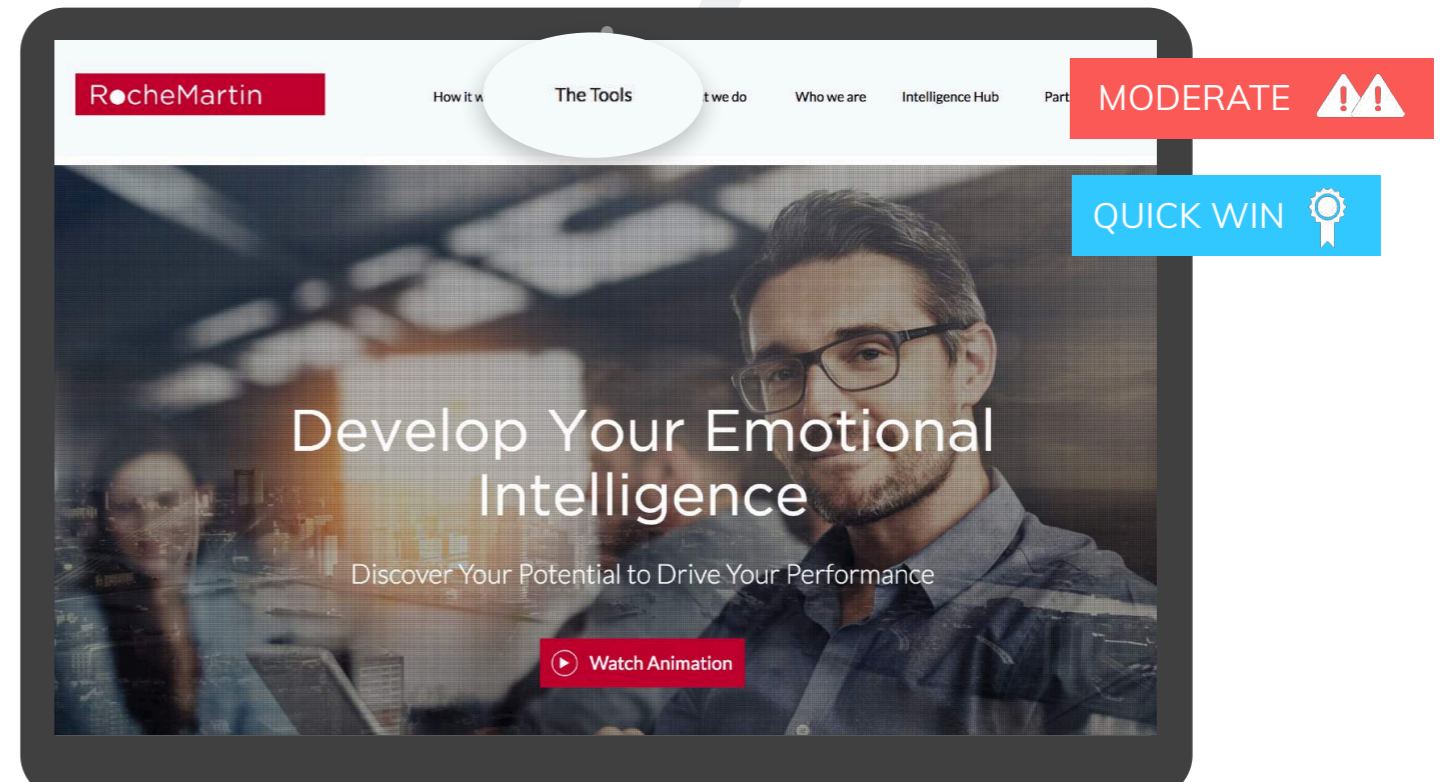 RocheMartin
How it w The Tools t we do Who we are Intelligence Hub Part
MODERATE
QUICK WIN
Develop Your Emotional
Intelligence
Discover Your Potential to Drive Your Performance
Watch Animation